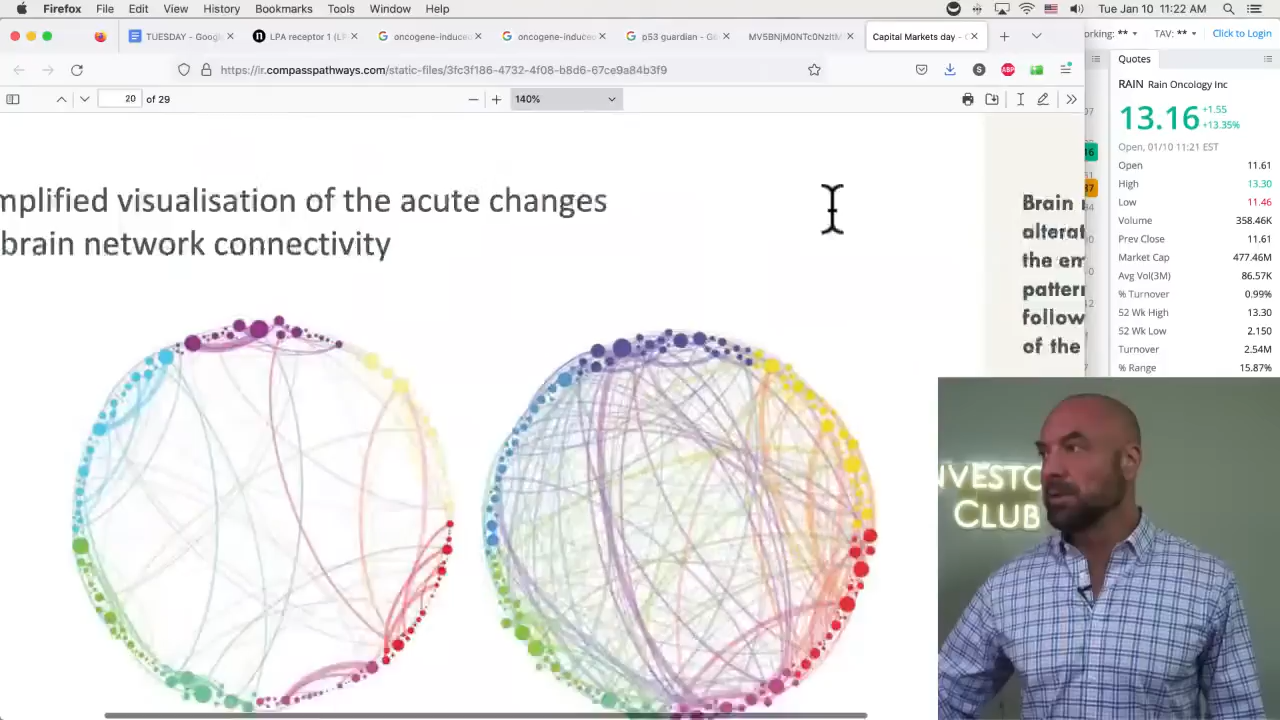 Firefox File Edit View History Bookmarks Tools Window Help Tue Jan 10 11:22 AM
TUESDAY - Goog LPA receptor 1 (LP oncogene-induce oncogene-induce p53 guardian - G Capital Markets day -
https://ir.compasspathways.com/static-files/3fc3f186-4732-4f08-b8d6-67ce9a84b3f9
20 of 29 140%
mplified visualisation of the acute changes
brain network connectivity
Brain
alterat
the em
patter
follow
of the
rking: ** TAV: ** Click to Login
Quotes
RAIN Rain Oncology Inc
13.16 +1.55
+13.35%
Open, 01/10 11:21 EST
Open 11.61
High 13.30
Low 11.46
Volume 358.46K
Prev Close 11.61
Market Cap 477.46M
Avg Vol(3M) 86.57K
% Turnover 0.99%
52 Wk High 13.30
52 Wk Low 2.150
Turnover 2.54M
% Range 15.87%
NVESTO
CLUB